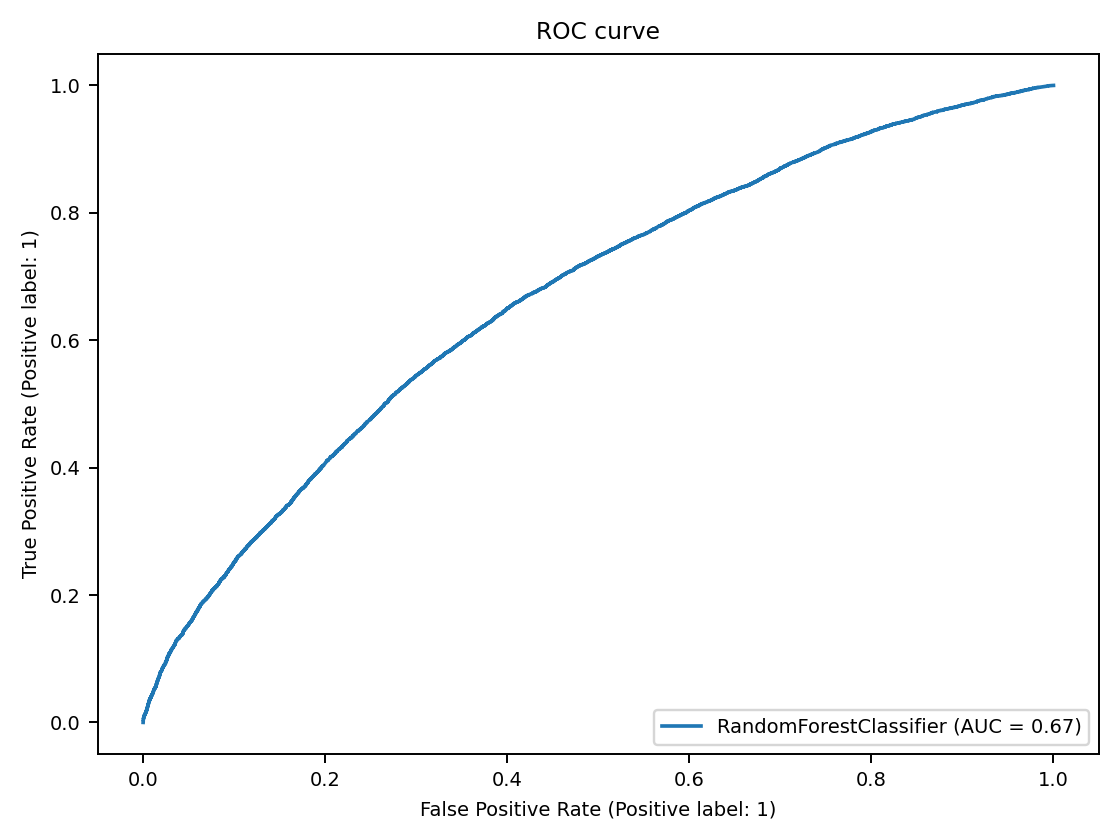 ROC curve
1.0
0.8
0.6
0.4
0.2
0.0
True Positive Rate (Positive label: 1)
RandomForestClassifier (AUC = 0.67)
0.0 0.2 0.4 0.6 0.8 1.0
False Positive Rate (Positive label: 1)